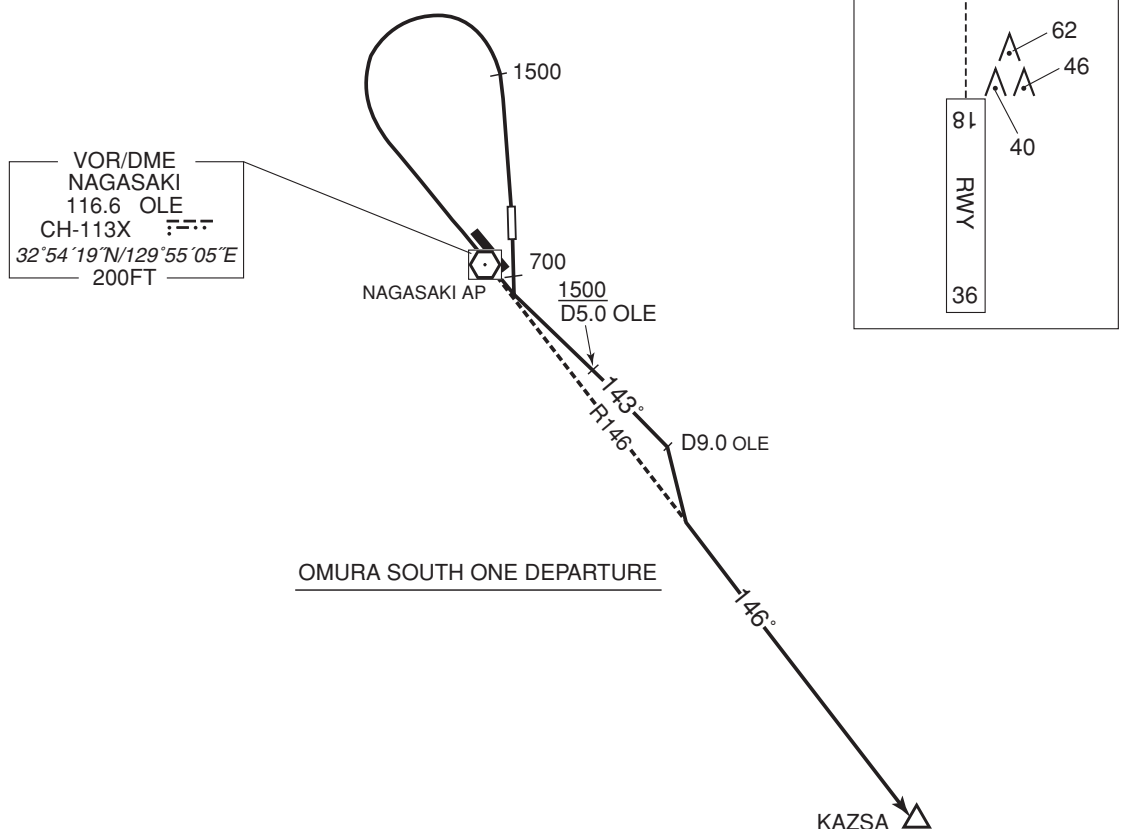 1500
VOR/DME
NAGASAKI
116.6 OLE
CH-113X
32°54´19˝N/129°55´05˝E
200FT
NAGASAKI AP
700
1500
D5.0 OLE
143°
R146
D9.0 OLE
OMURA SOUTH ONE DEPARTURE
146°
KAZSA
62
46
40
18
RWY
36